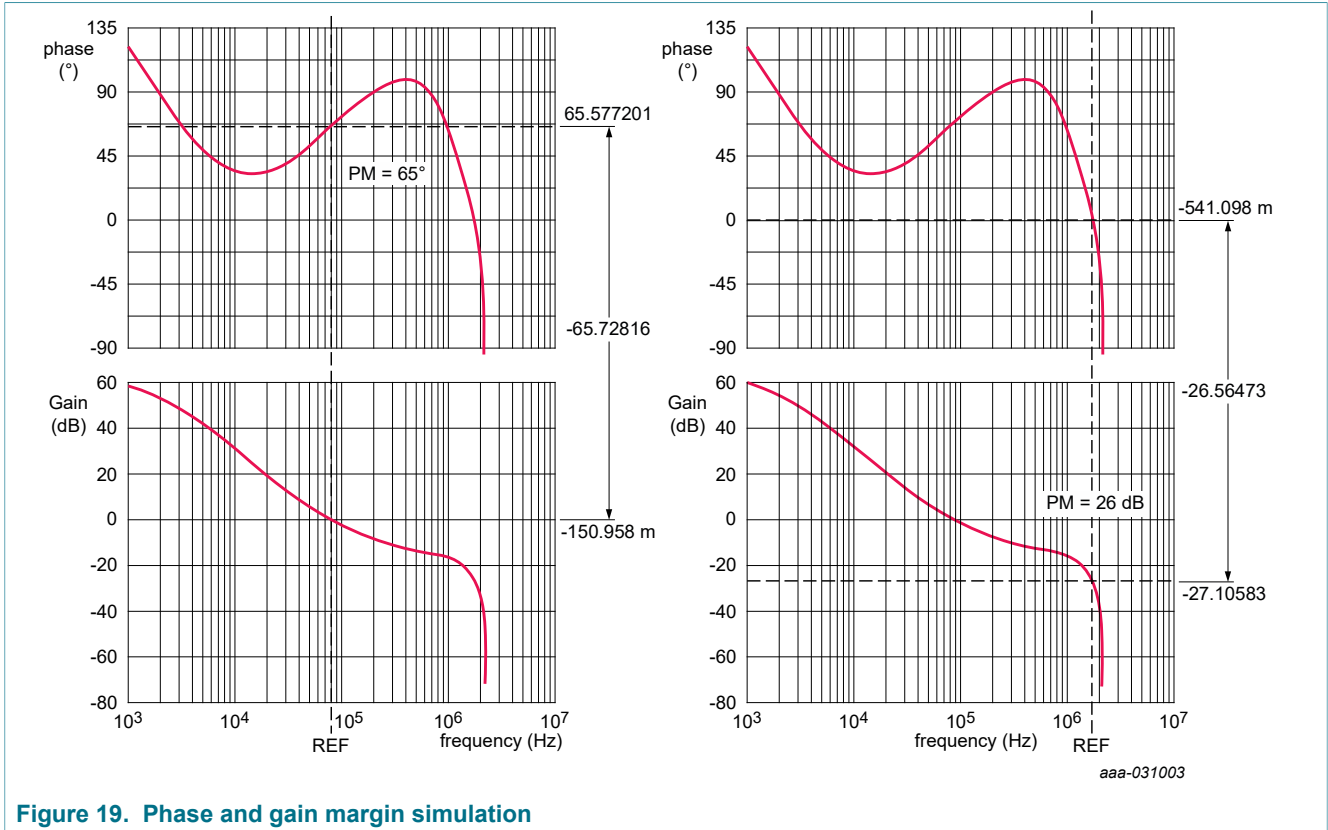 135
phase
(°)
90
45
0
-45
-90
PM = 65°
65.577201
-65.72816
-150.958 m
60
Gain
(dB)
40
20
0
-20
-40
-60
-80
10³ 10⁴ 10⁵ 10⁶ 10⁷
REF
frequency (Hz)
135
phase
(°)
90
45
0
-45
-90
-541.098 m
-26.56473
-27.10583
60
Gain
(dB)
40
20
0
-20
-40
-60
-80
PM = 26 dB
10³ 10⁴ 10⁵ 10⁶ 10⁷
frequency (Hz)
REF
aaa-031003
Figure 19. Phase and gain margin simulation